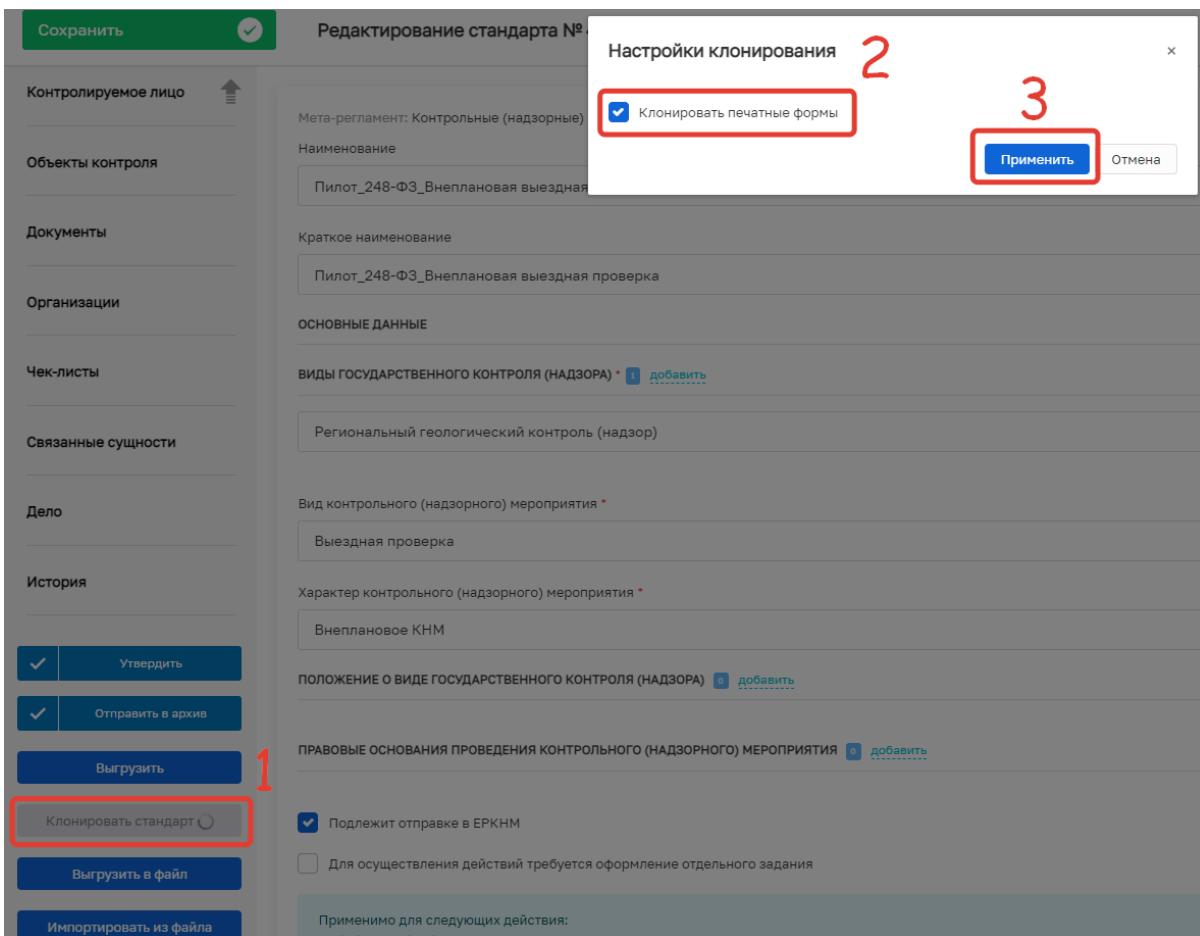 Сохранить
Редактирование стандарта №
Настройки клонирования
2
×
Клонировать печатные формы
3
Применить
Отмена
Контролируемое лицо
Объекты контроля
Документы
Организации
Чек-листы
Связанные сущности
Дело
История
Утвердить
Отправить в архив
Выгрузить
1
Клонировать стандарт
Выгрузить в файл
Импортировать из файла
Мета-регламент: Контрольные (надзорные)
Наименование
Пилот_248-ФЗ_Внеплановая выездная
Краткое наименование
Пилот_248-ФЗ_Внеплановая выездная проверка
ОСНОВНЫЕ ДАННЫЕ
ВИДЫ ГОСУДАРСТВЕННОГО КОНТРОЛЯ (НАДЗОРА) * 1 добавить
Региональный геологический контроль (надзор)
Вид контрольного (надзорного) мероприятия *
Выездная проверка
Характер контрольного (надзорного) мероприятия *
Внеплановое КНМ
ПОЛОЖЕНИЕ О ВИДЕ ГОСУДАРСТВЕННОГО КОНТРОЛЯ (НАДЗОРА) 0 добавить
ПРАВОВЫЕ ОСНОВАНИЯ ПРОВЕДЕНИЯ КОНТРОЛЬНОГО (НАДЗОРНОГО) МЕРОПРИЯТИЯ 0 добавить
Подлежит отправке в ЕРКНМ
Для осуществления действий требуется оформление отдельного задания
Применимо для следующих действия: